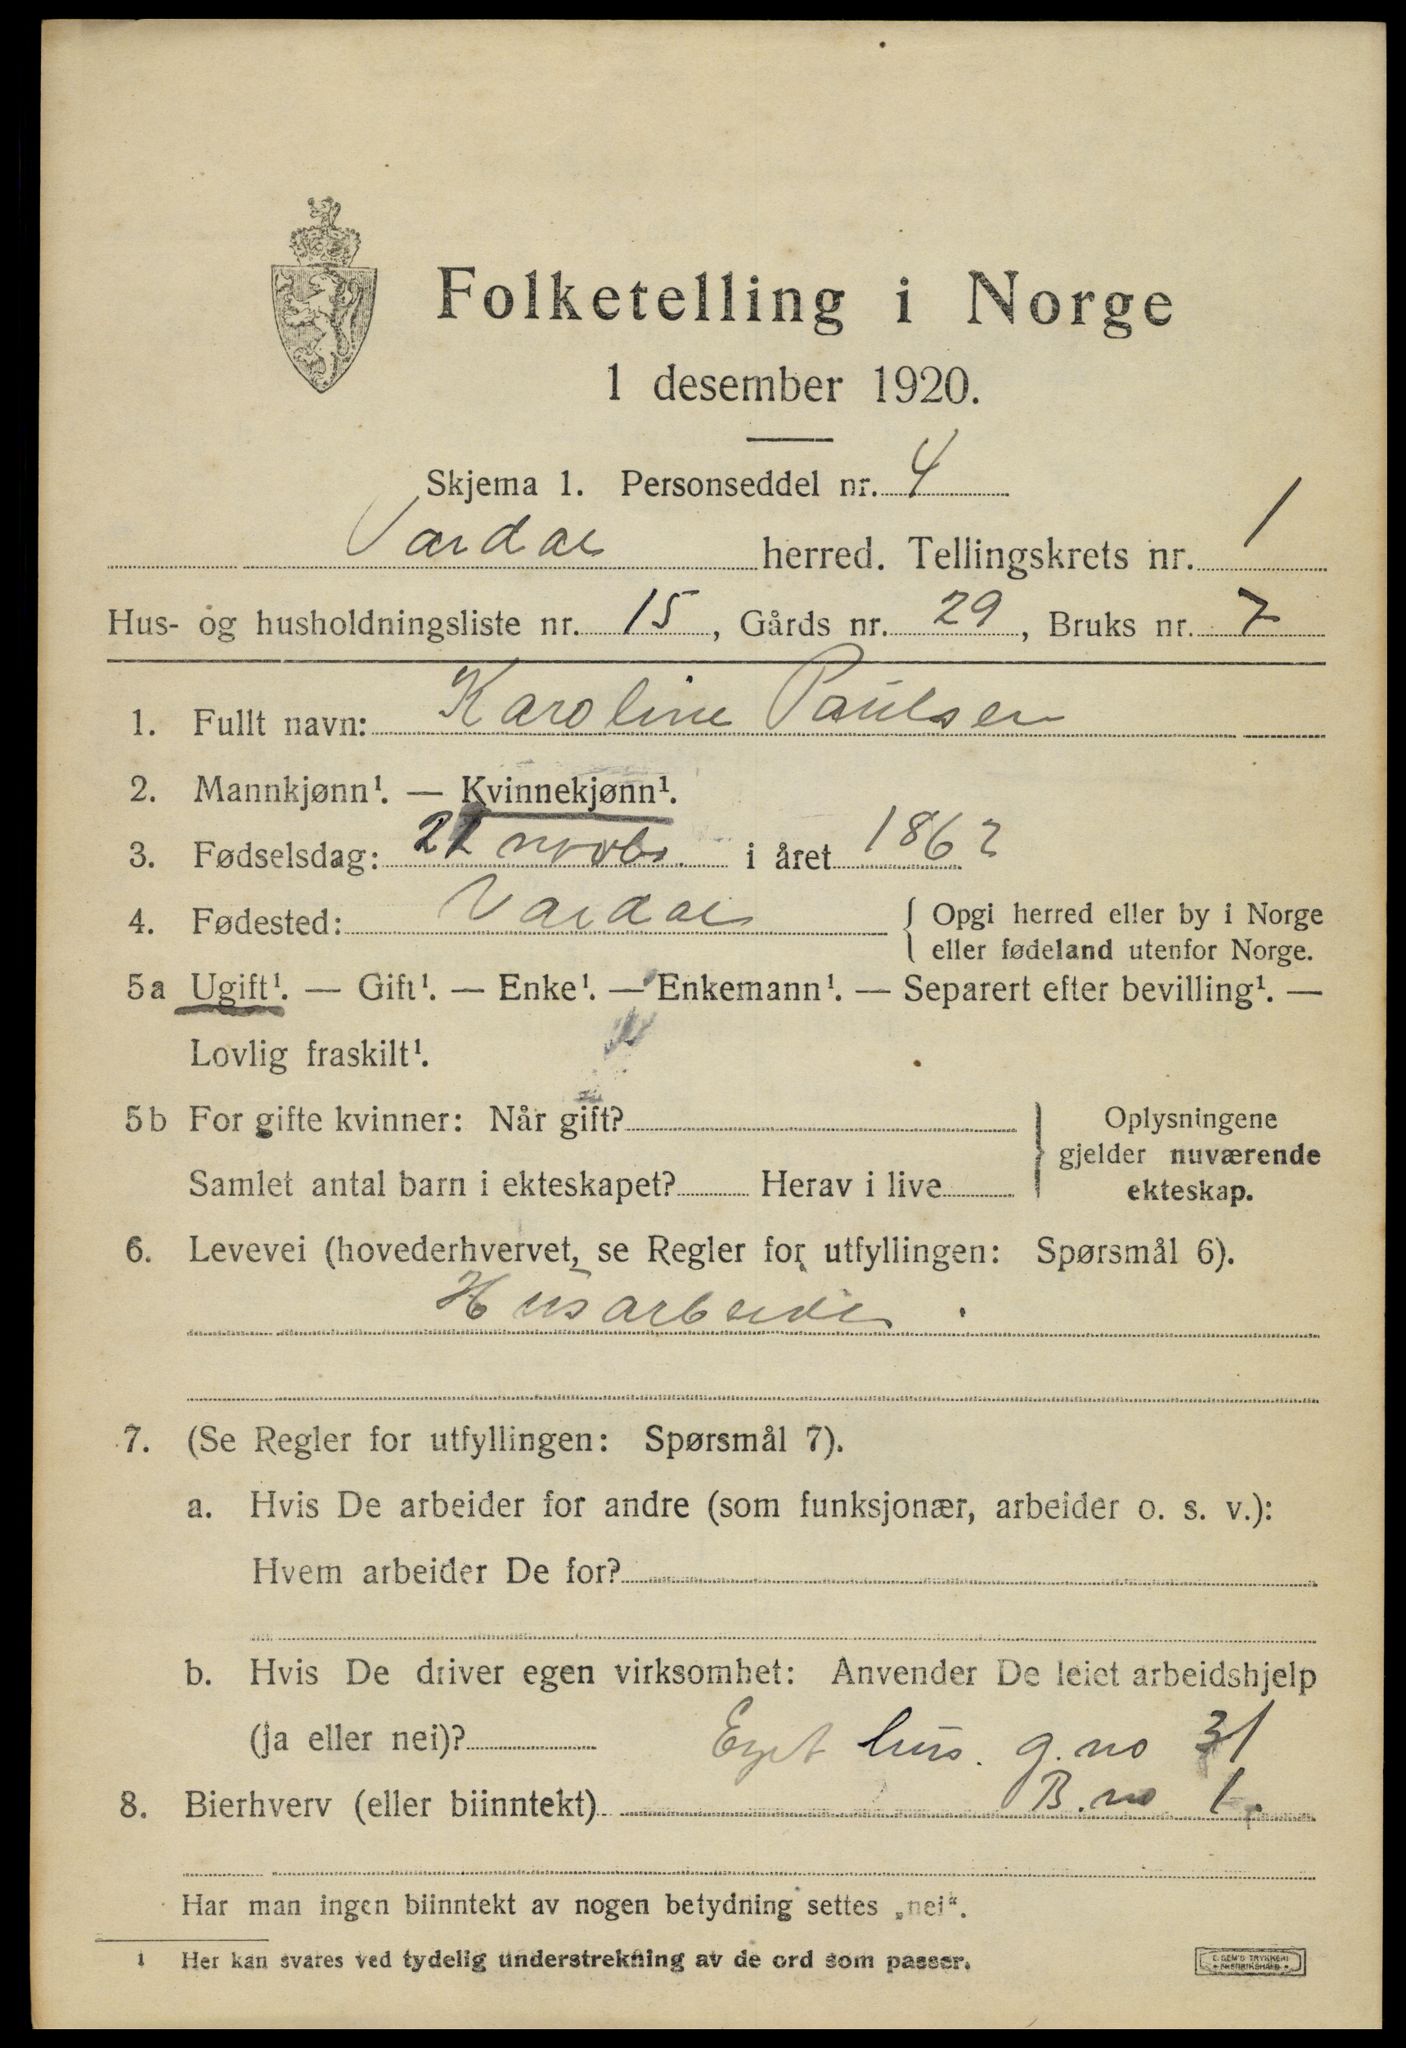 Folketelling i Norge
1 desember 1920.
Skjema 1. Personseddel nr. 4
Vardal herred. Tellingskrets nr. 1
Hus- og husholdningsliste nr. 15, Gårds nr. 29, Bruks nr. 7
1. Fullt navn: Karoline Paulsen
2. Mannkjønn¹. — Kvinnekjønn¹.
3. Fødselsdag: novbr. i året 1862
4. Fødested: Vardal { Opgi herred eller by i Norge
eller fødeland utenfor Norge.
5a Ugift¹. — Gift¹. — Enke¹. — Enkemann¹. — Separert efter bevilling¹. —
Lovlig fraskilt¹.
5b For gifte kvinner: Når gift? } Oplysningene
gjelder nuværende
Samlet antal barn i ekteskapet? Herav i live
ekteskap.
6. Levevei (hovederhvervet, se Regler for utfyllingen: Spørsmål 6).
Husarbeide.
7. (Se Regler for utfyllingen: Spørsmål 7).
a. Hvis De arbeider for andre (som funksjonær, arbeider o. s. v.):
Hvem arbeider De for?
b. Hvis De driver egen virksomhet: Anvender De leiet arbeidshjelp
(ja eller nei)? Eget hus. g. no 31
8. Bierhverv (eller biinntekt) B. no 1.
Har man ingen biinntekt av nogen betydning settes „nei“.
¹ Her kan svares ved tydelig understrekning av de ord som passer.
E. SEM'S TRYKKERI
FREDRIKSHALD